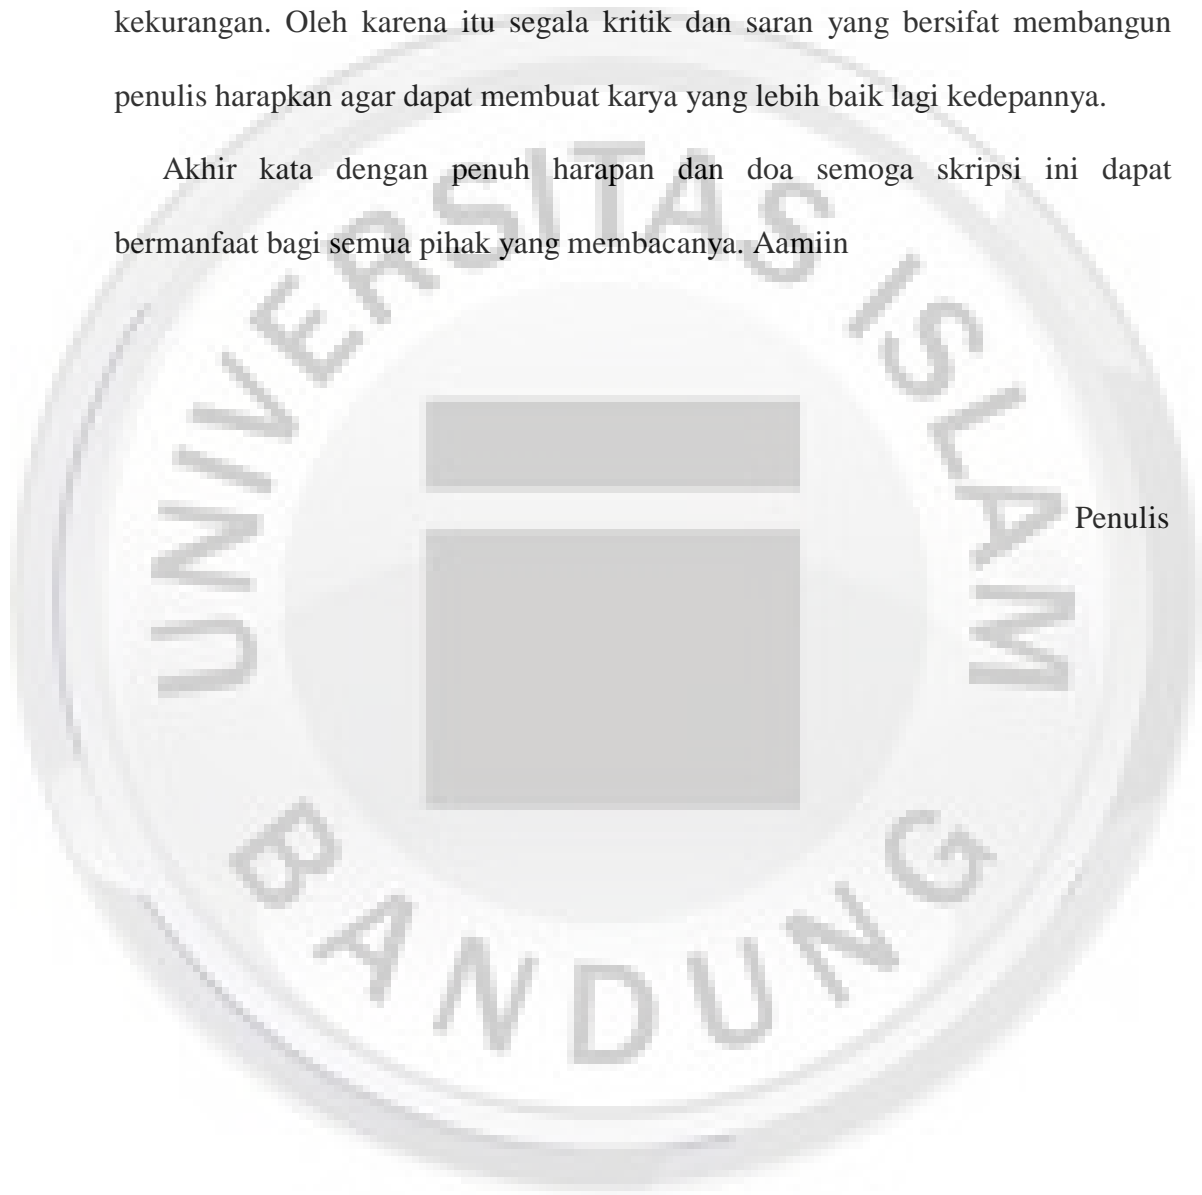 kekurangan. Oleh karena itu segala kritik dan saran yang bersifat membangun
penulis harapkan agar dapat membuat karya yang lebih baik lagi kedepannya.
Akhir kata dengan penuh harapan dan doa semoga skripsi ini dapat
bermanfaat bagi semua pihak yang membacanya. Aamiin
Penulis
UNIVERSITAS ISLAM
BANDUNG